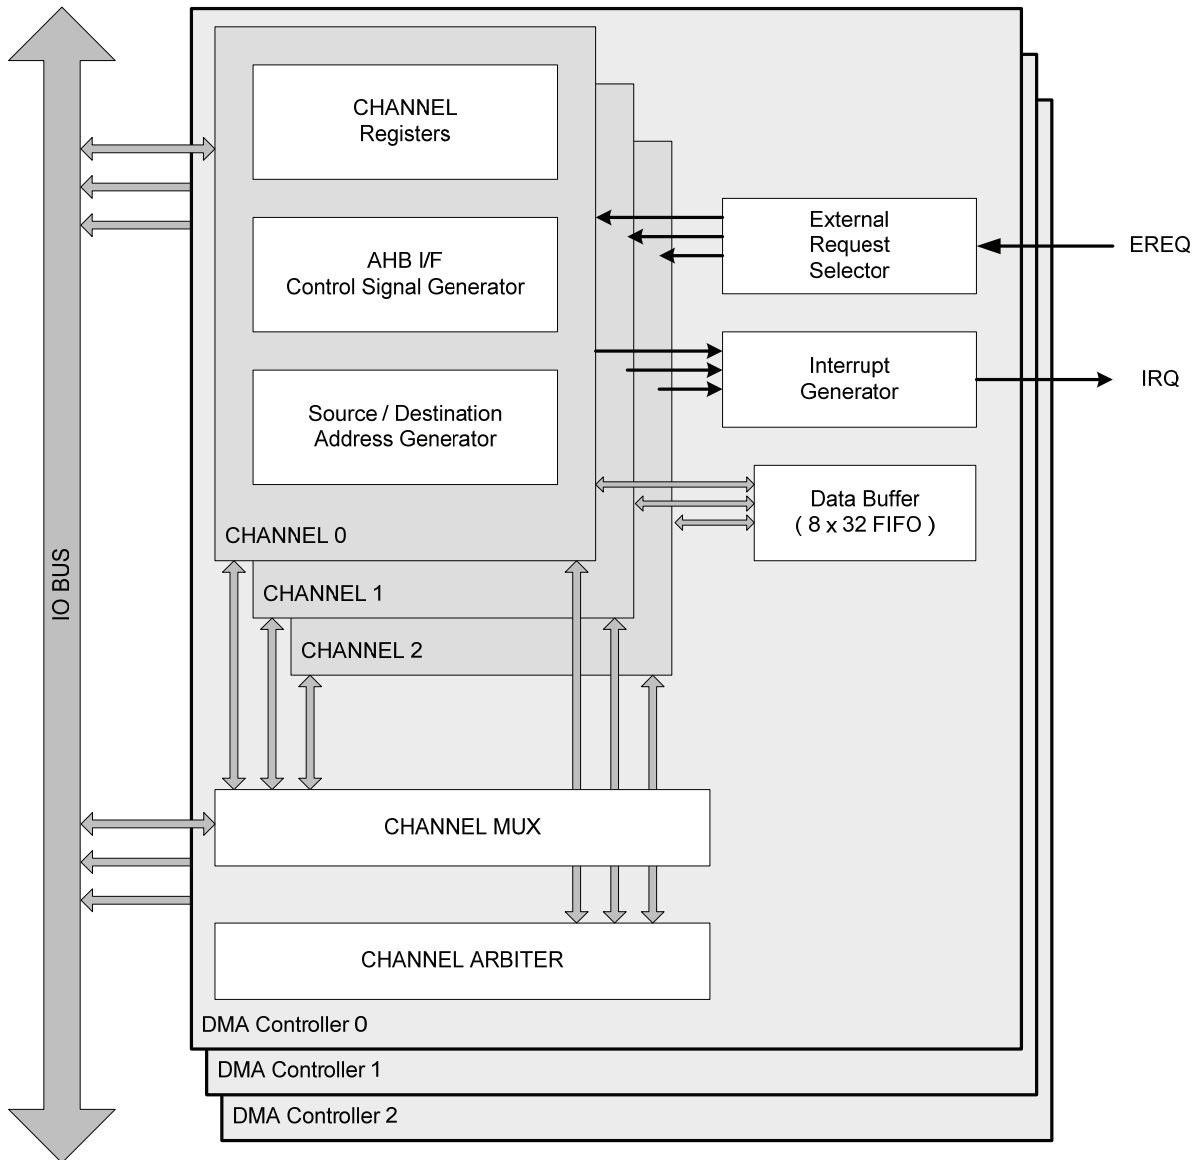 CHANNEL
Registers
External
Request
Selector
EREQ
AHB I/F
Control Signal Generator
Interrupt
Generator
IRQ
Source / Destination
Address Generator
Data Buffer
( 8 x 32 FIFO )
CHANNEL 0
IO BUS
CHANNEL 1
CHANNEL 2
CHANNEL MUX
CHANNEL ARBITER
DMA Controller 0
DMA Controller 1
DMA Controller 2